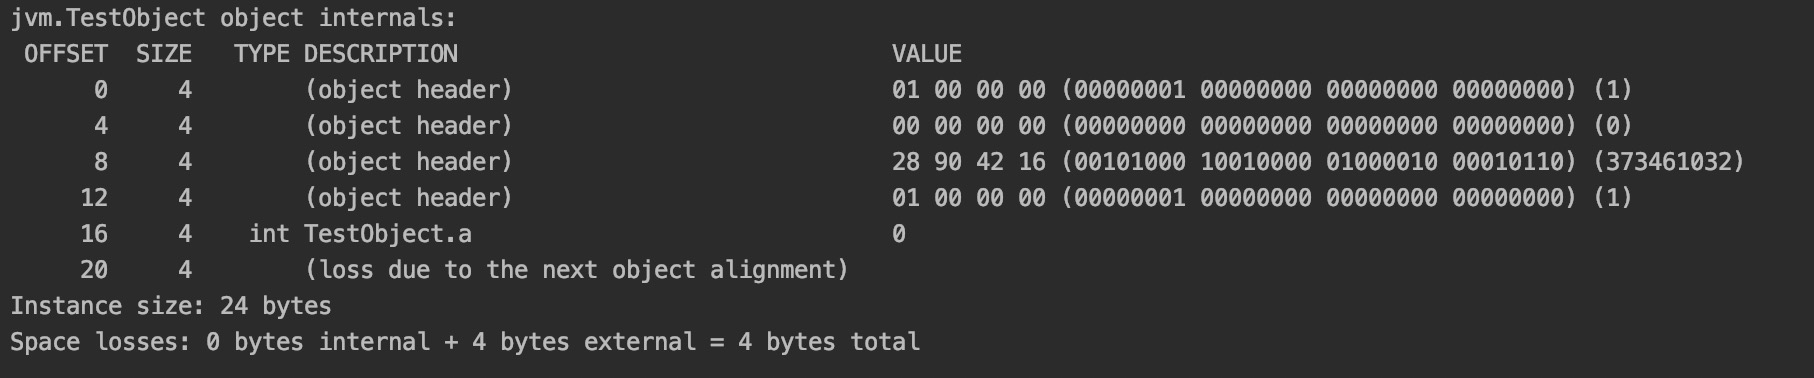 jvm.TestObject object internals:
 OFFSET  SIZE   TYPE DESCRIPTION                               VALUE
      0     4        (object header)                           01 00 00 00 (00000001 00000000 00000000 00000000) (1)
      4     4        (object header)                           00 00 00 00 (00000000 00000000 00000000 00000000) (0)
      8     4        (object header)                           28 90 42 16 (00101000 10010000 01000010 00010110) (373461032)
     12     4        (object header)                           01 00 00 00 (00000001 00000000 00000000 00000000) (1)
     16     4    int TestObject.a                              0
     20     4        (loss due to the next object alignment)
Instance size: 24 bytes
Space losses: 0 bytes internal + 4 bytes external = 4 bytes total